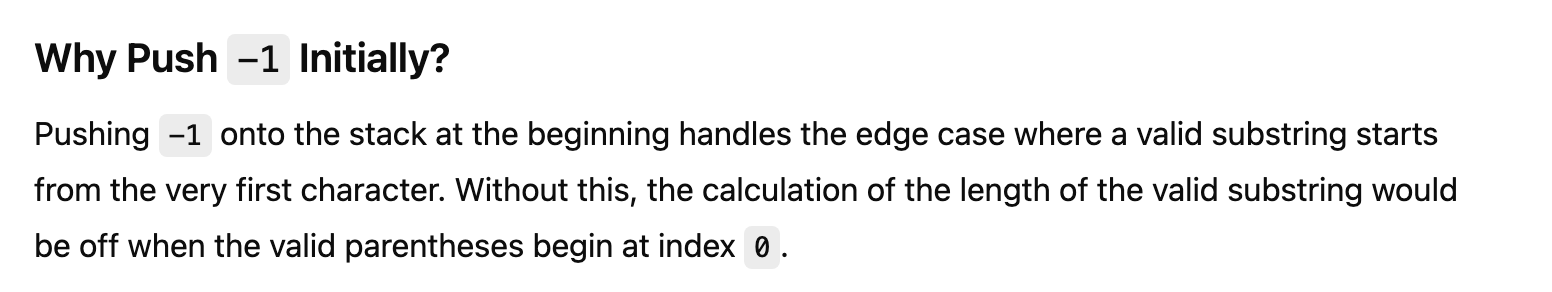 Why Push -1 Initially?
Pushing -1 onto the stack at the beginning handles the edge case where a valid substring starts
from the very first character. Without this, the calculation of the length of the valid substring would
be off when the valid parentheses begin at index 0.